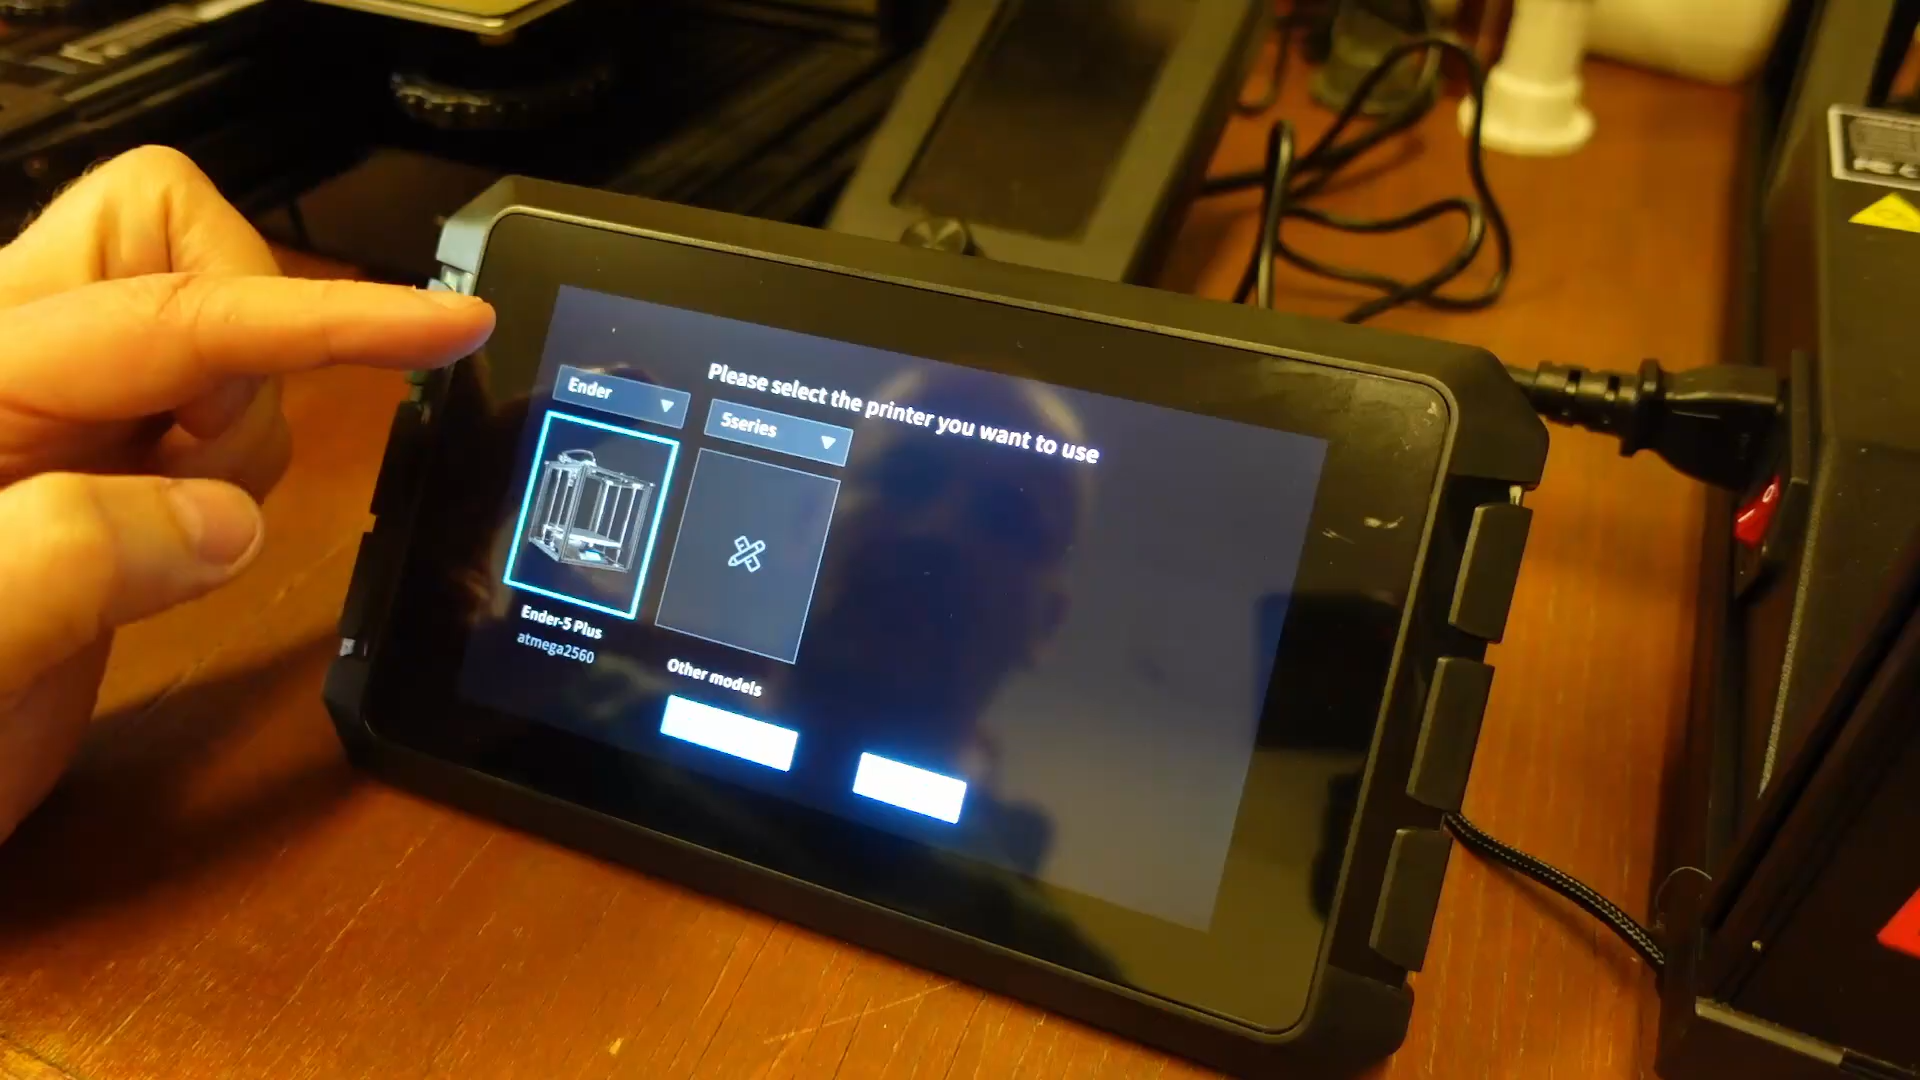 Please select the printer you want to use
Ender
5series
Ender-5 Plus
atmega2560
Other models